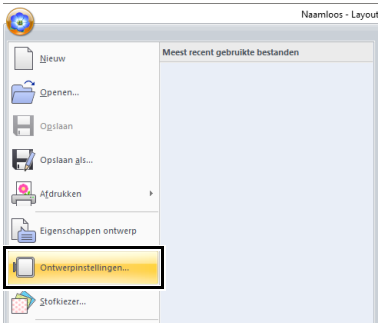 Naamloos - Layout
Meest recent gebruikte bestanden
Nieuw
Openen...
Opslaan
Opslaan als...
Afdrukken
Eigenschappen ontwerp
Ontwerpinstellingen...
Stofkiezer...